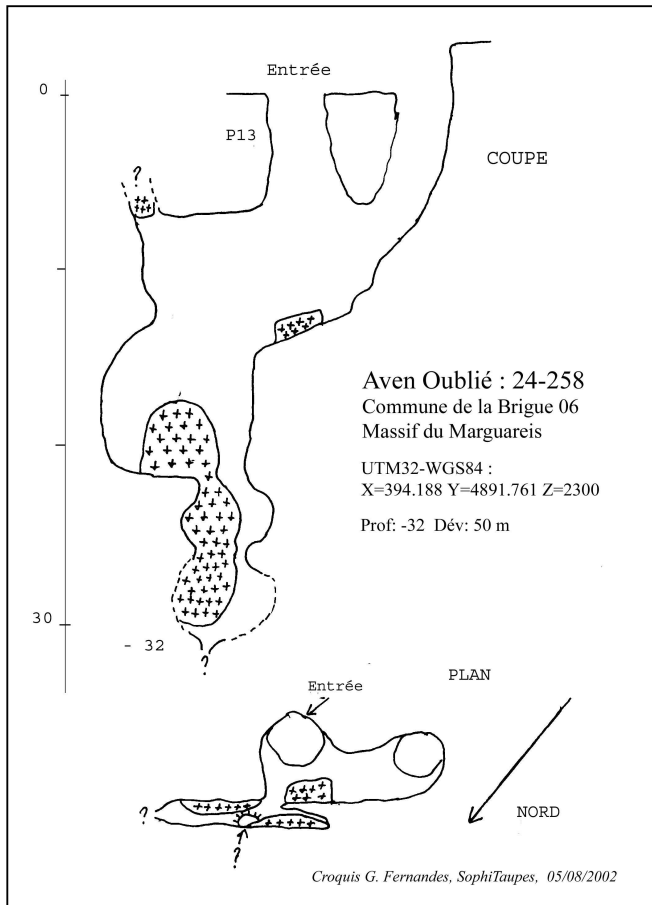 Entrée
0
P13
COUPE
?
Aven Oublié : 24-258
Commune de la Brigue 06
Massif du Marguareis
UTM32-WGS84 :
X=394.188 Y=4891.761 Z=2300
Prof: -32 Dév: 50 m
30
- 32
?
PLAN
Entrée
?
NORD
?
Croquis G. Fernandes, SophiTaupes, 05/08/2002